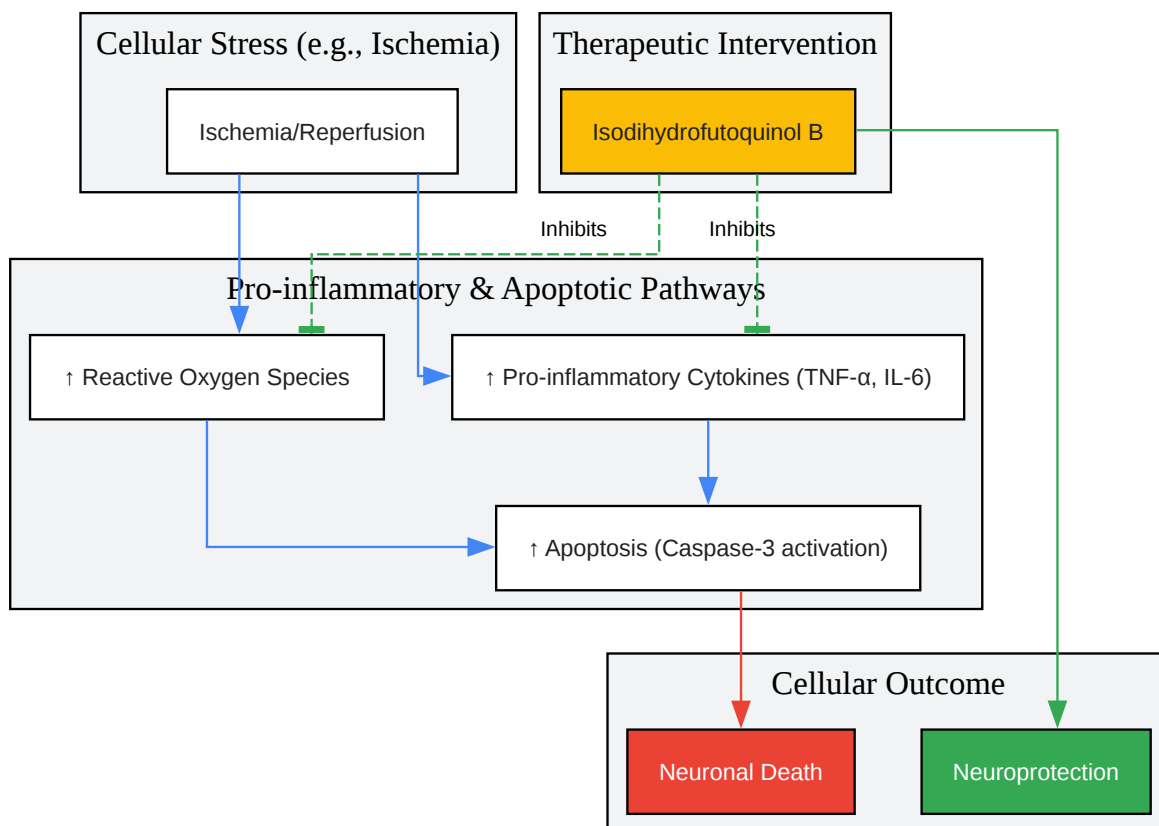 Cellular Stress (e.g., Ischemia)
Therapeutic Intervention
Ischemia/Reperfusion
Isodihydrofutoquinol B
Inhibits
Inhibits
Pro-inflammatory & Apoptotic Pathways
↑ Reactive Oxygen Species
↑ Pro-inflammatory Cytokines (TNF-α, IL-6)
↑ Apoptosis (Caspase-3 activation)
Cellular Outcome
Neuronal Death
Neuroprotection